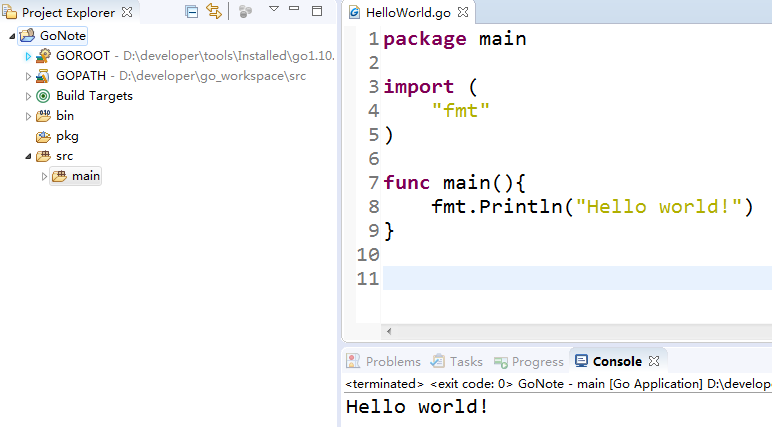 Project Explorer
GoNote
GOROOT - D:\developer\tools\Installed\go1.10.
GOPATH - D:\developer\go_workspace\src
Build Targets
bin
pkg
src
main
HelloWorld.go
1 package main
2
3 import (
4     "fmt"
5 )
6
7 func main(){
8     fmt.Println("Hello world!")
9 }
10
11
Problems Tasks Progress Console
<terminated> <exit code: 0> GoNote - main [Go Application] D:\develop
Hello world!